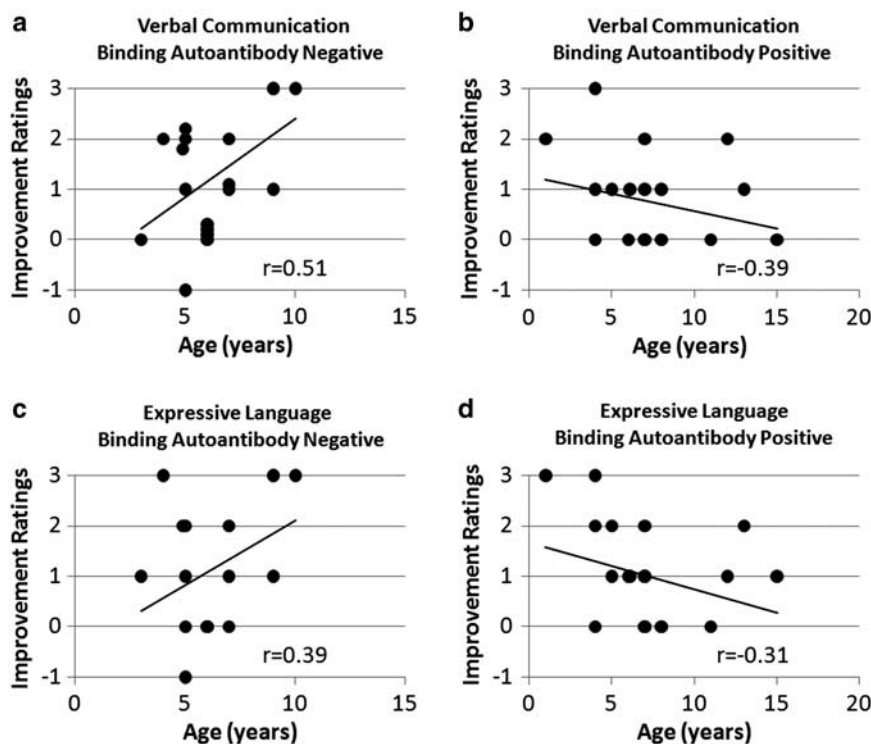 a
Verbal Communication
Binding Autoantibody Negative
Improvement Ratings
3
2
1
0
-1
r=0.51
0
5
10
15
Age (years)
b
Verbal Communication
Binding Autoantibody Positive
Improvement Ratings
3
2
1
0
-1
r=-0.39
0
5
10
15
20
Age (years)
c
Expressive Language
Binding Autoantibody Negative
Improvement Ratings
3
2
1
0
-1
r=0.39
0
5
10
15
Age (years)
d
Expressive Language
Binding Autoantibody Positive
Improvement Ratings
3
2
1
0
-1
r=-0.31
0
5
10
15
20
Age (years)